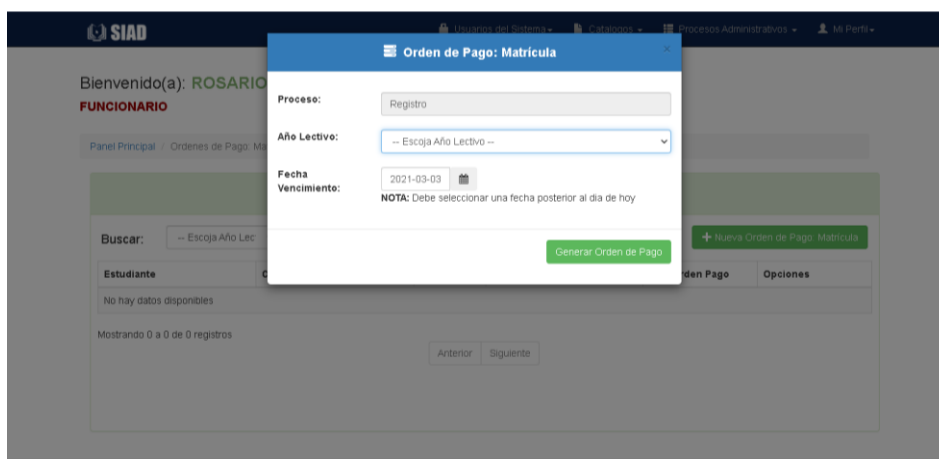 SIAD
Usuarios del Sistema
Catalogos
Procesos Administrativos
Mi Perfil
Orden de Pago: Matrícula
×
Bienvenido(a): ROSARIO
FUNCIONARIO
Proceso:
Registro
Año Lectivo:
-- Escoja Año Lectivo --
Panel Principal / Ordenes de Pago: Ma
Fecha Vencimiento:
2021-03-03
NOTA: Debe seleccionar una fecha posterior al dia de hoy
Buscar:
-- Escoja Año Lec
Generar Orden de Pago
+ Nueva Orden de Pago: Matrícula
Estudiante
rden Pago
Opciones
No hay datos disponibles
Mostrando 0 a 0 de 0 registros
Anterior
Siguiente